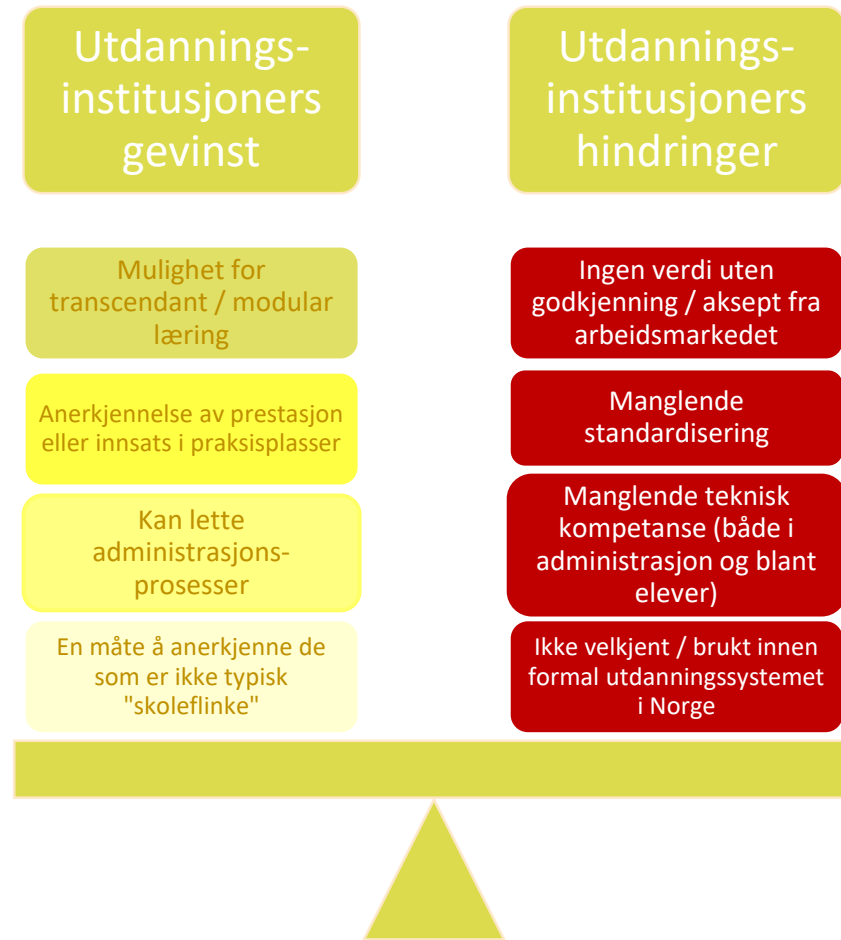 Utdannings-
institusjoners
gevinst
Utdannings-
institusjoners
hindringer
Mulighet for
transcendant / modular
læring
Anerkjennelse av prestasjon
eller innsats i praksisplasser
Kan lette
administrasjons-
prosesser
En måte å anerkjenne de
som er ikke typisk
"skoleflinke"
Ingen verdi uten
godkjenning / aksept fra
arbeidsmarkedet
Manglende
standardisering
Manglende teknisk
kompetanse (både i
administrasjon og blant
elever)
Ikke velkjent / brukt innen
formal utdanningssystemet
i Norge